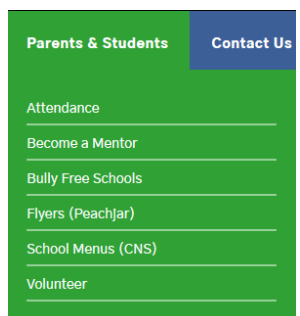 Parents & Students
Contact Us
Attendance
Become a Mentor
Bully Free Schools
Flyers (Peachjar)
School Menus (CNS)
Volunteer